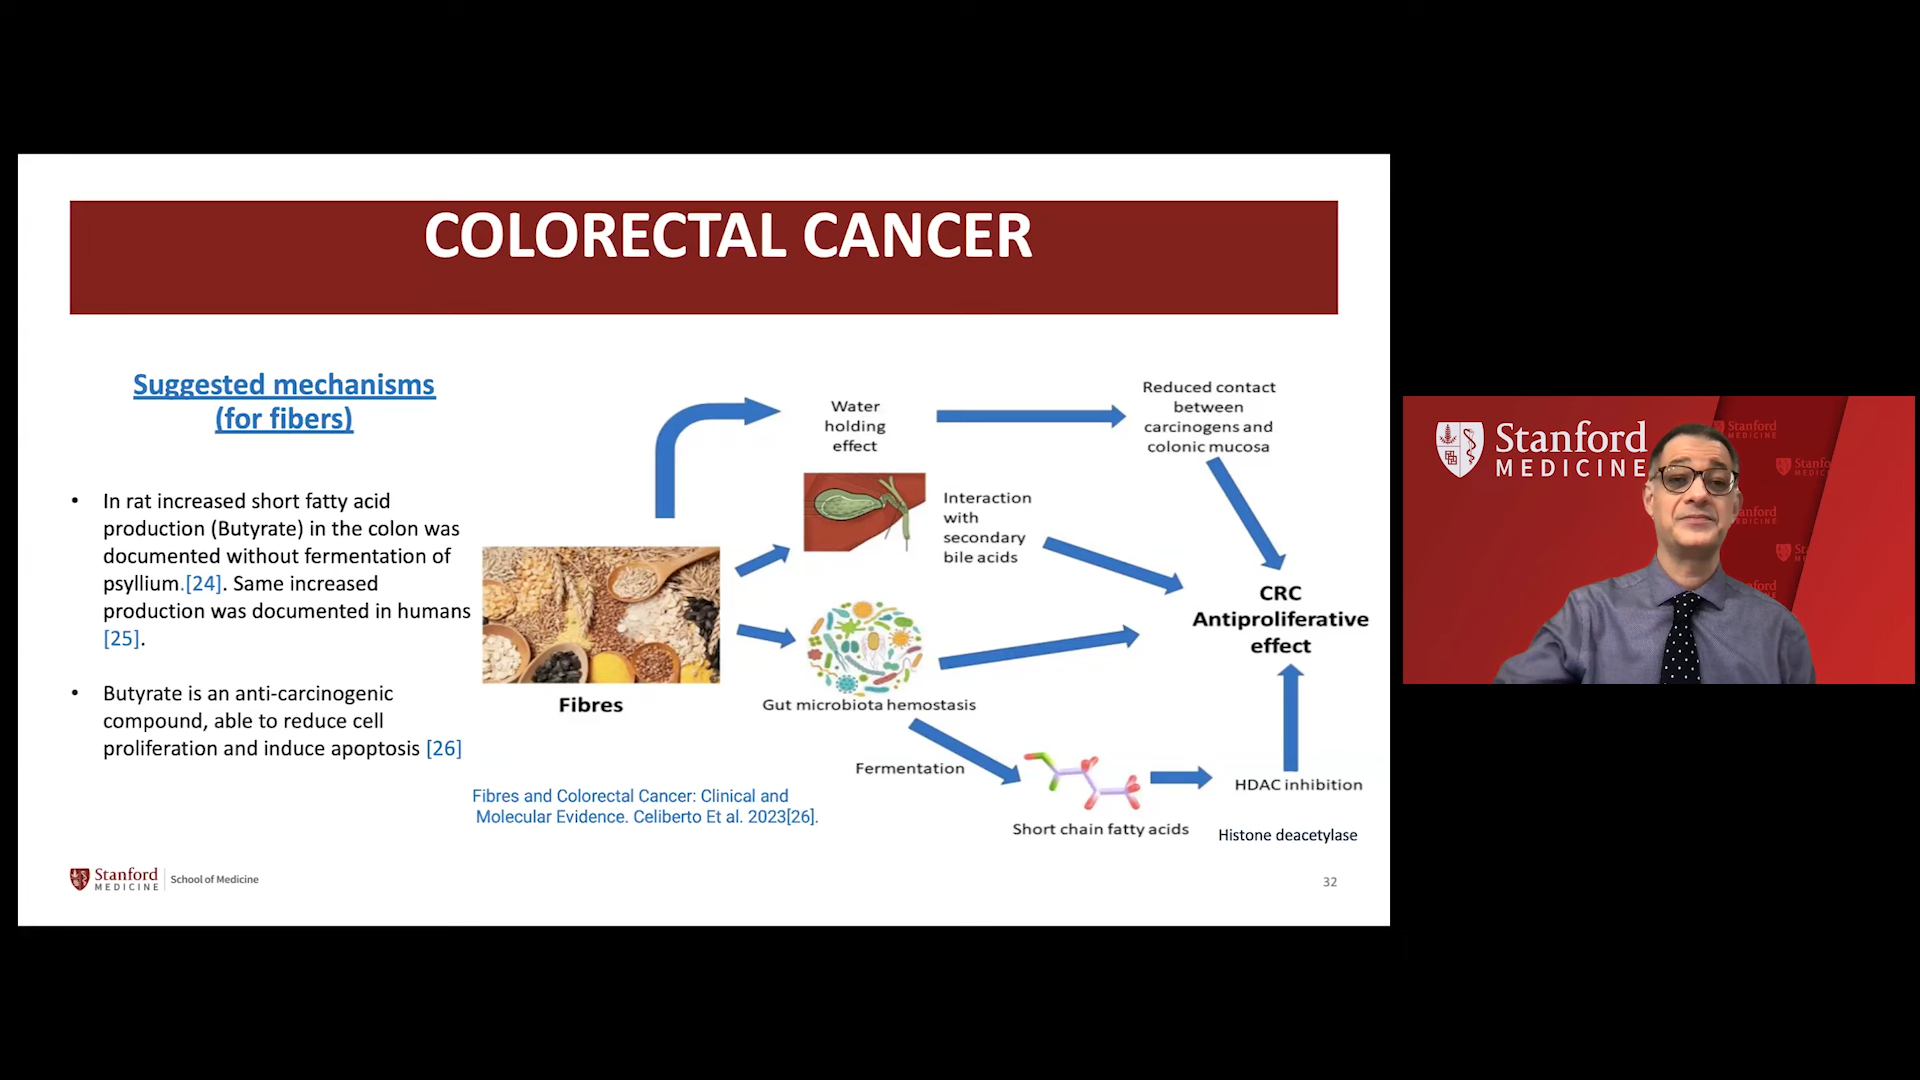 COLORECTAL CANCER
Suggested mechanisms
(for fibers)
• In rat increased short fatty acid
production (Butyrate) in the colon was
documented without fermentation of
psyllium.[24]. Same increased
production was documented in humans
[25].
• Butyrate is an anti-carcinogenic
compound, able to reduce cell
proliferation and induce apoptosis [26]
Water
holding
effect
Reduced contact
between
carcinogens and
colonic mucosa
Interaction
with
secondary
bile acids
CRC
Antiproliferative
effect
Fibres
Gut microbiota hemostasis
Fermentation
Short chain fatty acids
HDAC inhibition
Histone deacetylase
Fibres and Colorectal Cancer: Clinical and
Molecular Evidence. Celiberto Et al. 2023[26].
Stanford
MEDICINE
School of Medicine
32
Stanford
MEDICINE
Stanford
MEDICINE